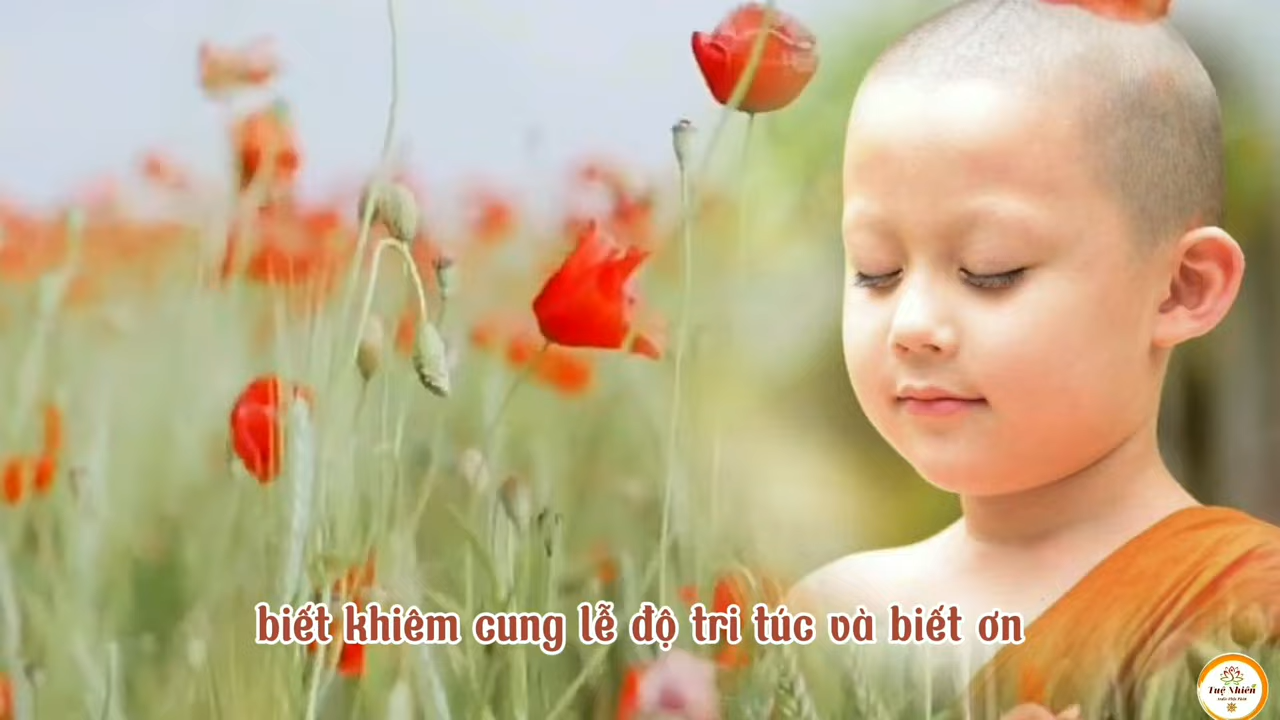 biết khiêm cung lễ độ tri túc và biết ơn
Tuệ Nhiên